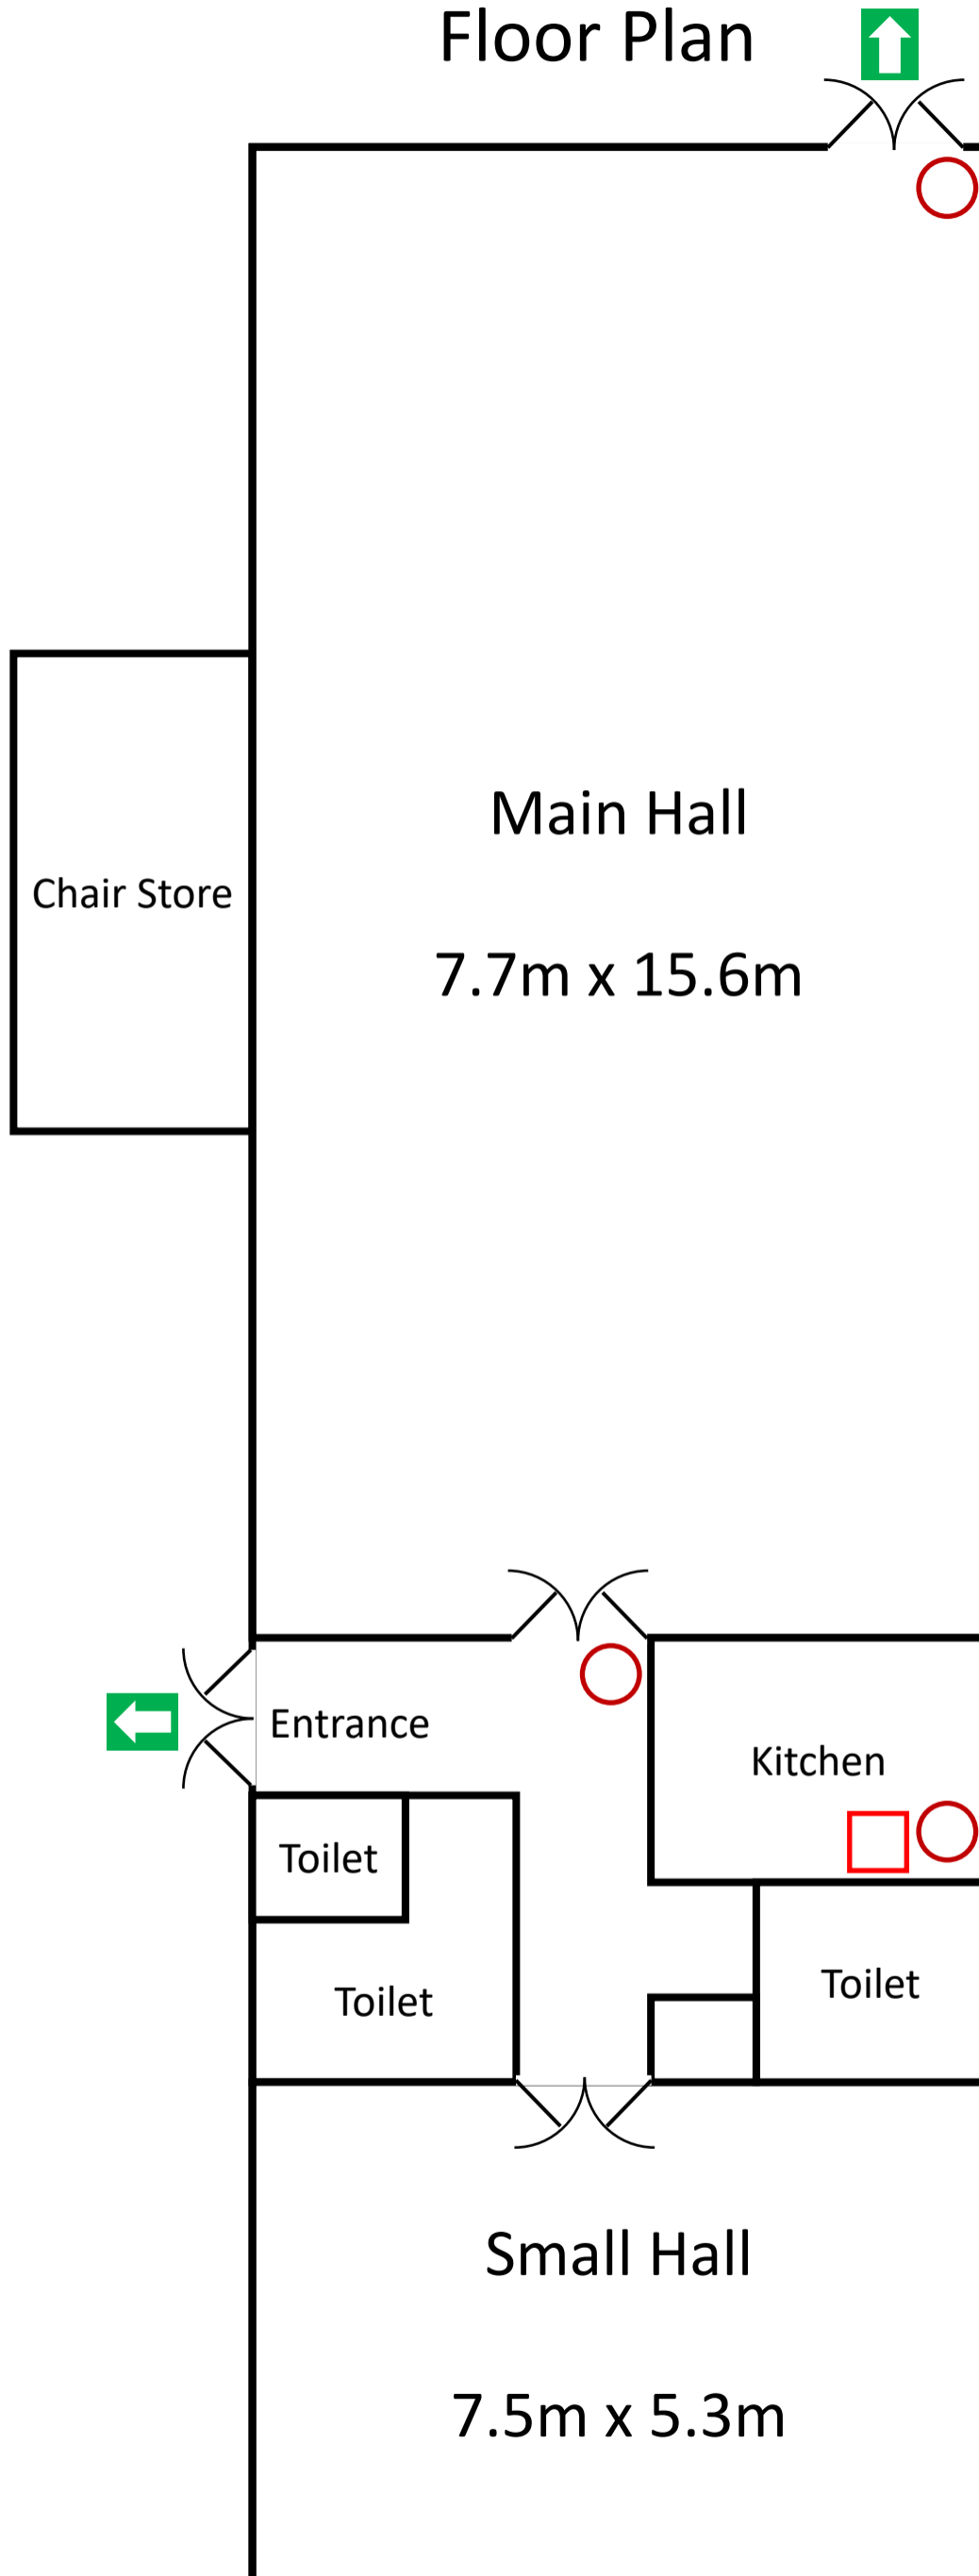 Floor Plan
Main Hall
Chair Store
7.7m x 15.6m
Entrance
Kitchen
Toilet
Toilet
Toilet
Small Hall
7.5m x 5.3m